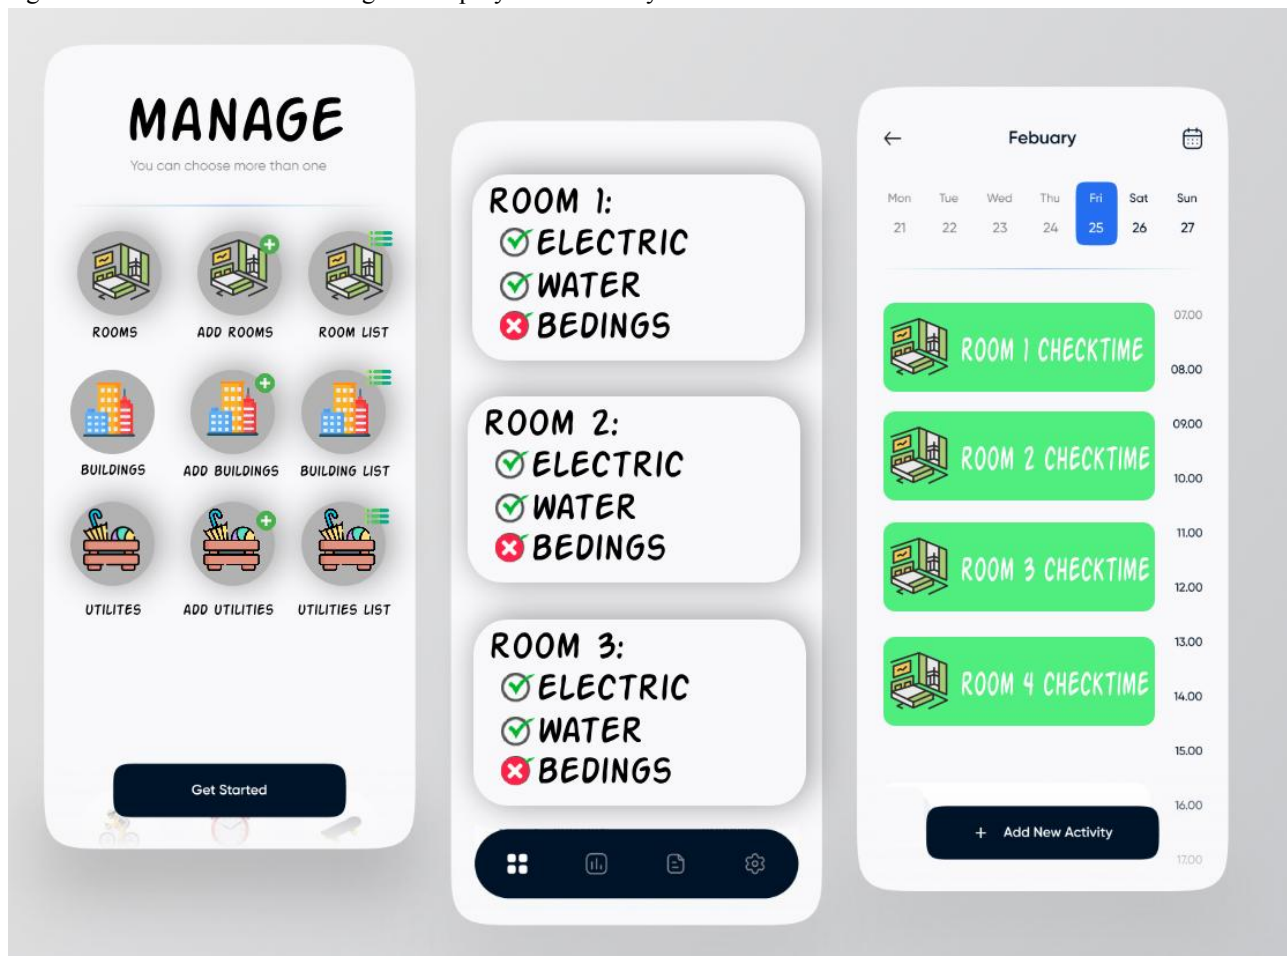 MANAGE
You can choose more than one
ROOMS ADD ROOMS ROOM LIST
BUILDINGS ADD BUILDINGS BUILDING LIST
UTILITES ADD UTILITIES UTILITIES LIST
Get Started
ROOM 1:
ELECTRIC
WATER
BEDINGS
ROOM 2:
ELECTRIC
WATER
BEDINGS
ROOM 3:
ELECTRIC
WATER
BEDINGS
Febuary
Mon Tue Wed Thu Fri Sat Sun
21 22 23 24 25 26 27
07.00
ROOM 1 CHECKTIME
08.00
09.00
ROOM 2 CHECKTIME
10.00
11.00
ROOM 3 CHECKTIME
12.00
13.00
ROOM 4 CHECKTIME
14.00
15.00
16.00
+ Add New Activity
17.00